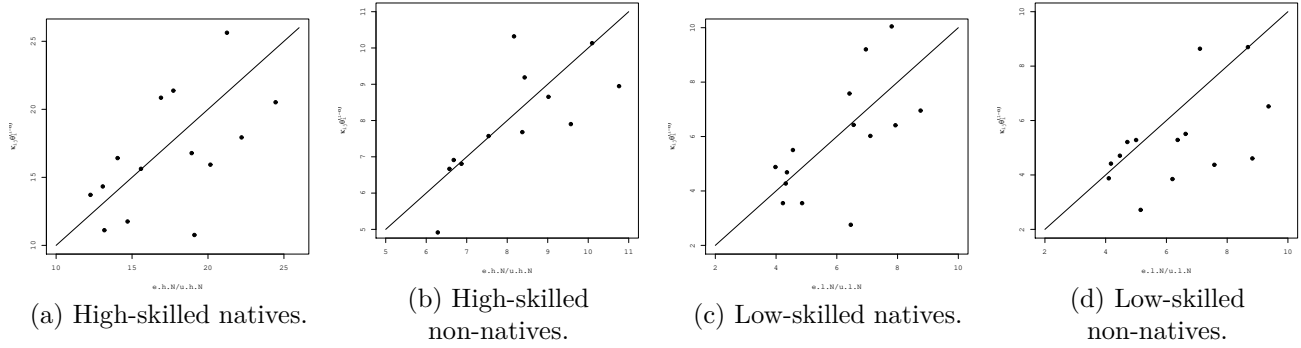 25
20
15
10
10 15 20 25
e.h.N/u.h.N
(a) High-skilled natives.
11
10
9
8
7
6
5
5 6 7 8 9 10 11
e.h.N/u.h.N
(b) High-skilled
non-natives.
10
8
6
4
2
2 4 6 8 10
e.l.N/u.l.N
(c) Low-skilled natives.
10
8
6
4
2
2 4 6 8 10
e.l.N/u.l.N
(d) Low-skilled
non-natives.